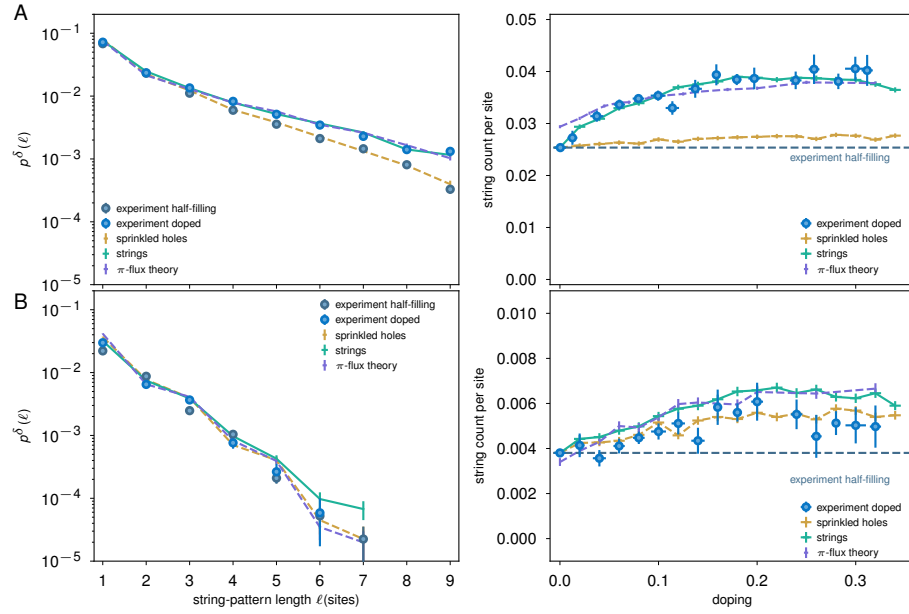 A
10⁻¹
10⁻²
10⁻³
10⁻⁴
10⁻⁵
p^δ(ℓ)
experiment half-filling
experiment doped
sprinkled holes
strings
π-flux theory
0.05
0.04
0.03
0.02
0.01
0.00
string count per site
experiment half-filling
experiment doped
sprinkled holes
strings
π-flux theory
B
10⁻¹
10⁻²
10⁻³
10⁻⁴
10⁻⁵
p^δ(ℓ)
experiment half-filling
experiment doped
sprinkled holes
strings
π-flux theory
1 2 3 4 5 6 7 8 9
string-pattern length ℓ(sites)
0.010
0.008
0.006
0.004
0.002
0.000
string count per site
experiment half-filling
experiment doped
sprinkled holes
strings
π-flux theory
0.0 0.1 0.2 0.3
doping